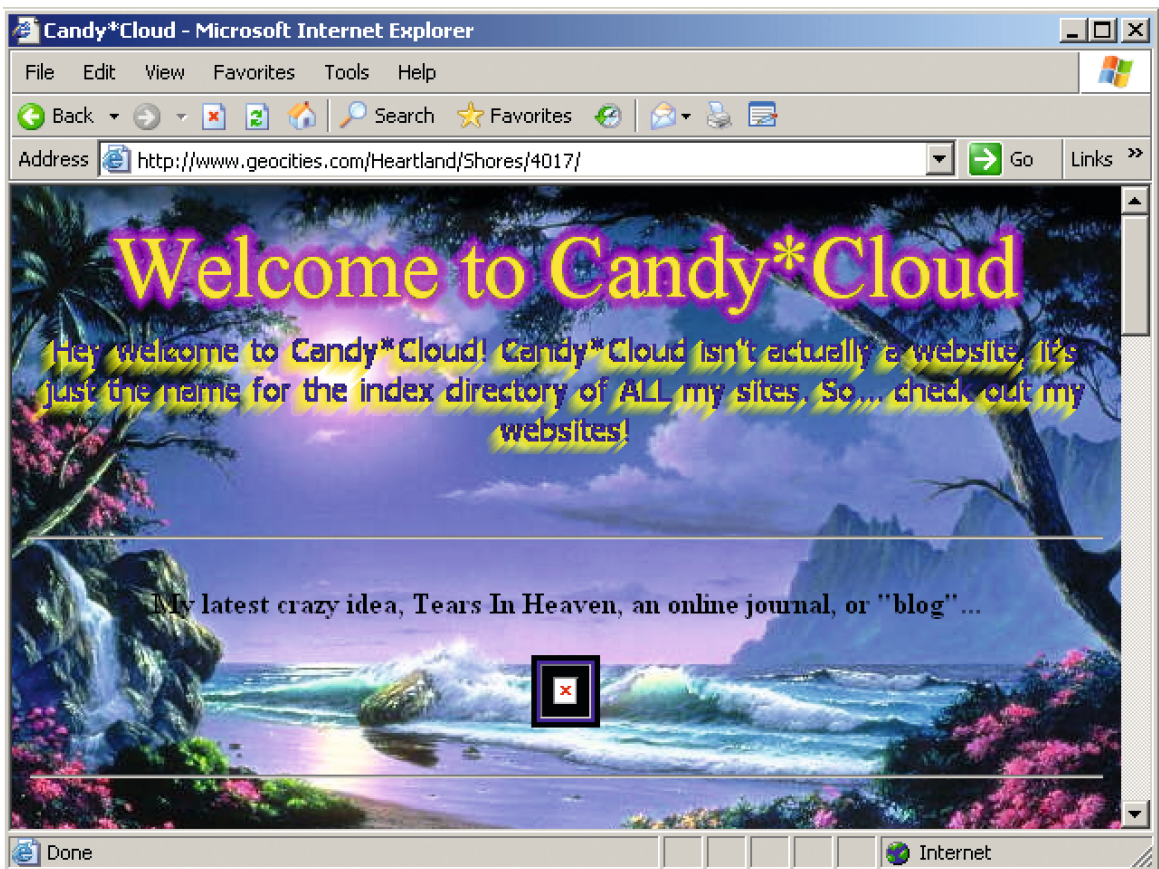 Candy*Cloud - Microsoft Internet Explorer
File Edit View Favorites Tools Help
Back Search Favorites
Address http://www.geocities.com/Heartland/Shores/4017/ Go Links »
Welcome to Candy*Cloud
Hey welcome to Candy*Cloud! Candy*Cloud isn't actually a website, it's
just the name for the index directory of ALL my sites. So... check out my
websites!
My latest crazy idea, Tears In Heaven, an online journal, or "blog"...
Done Internet